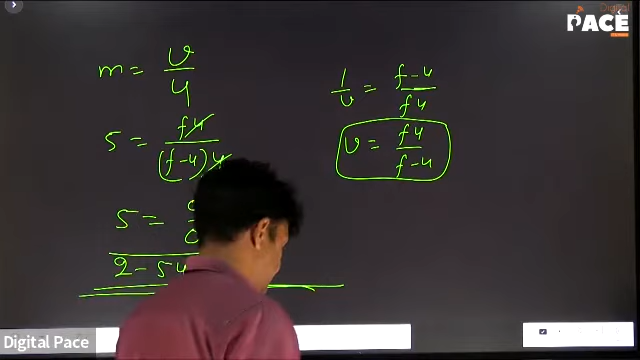 m = v/u
5 = fu/(f-u)u
5 =
2 - 5u
1/v = f-u/fu
v = fu/f-u
PACE
Digital Pace